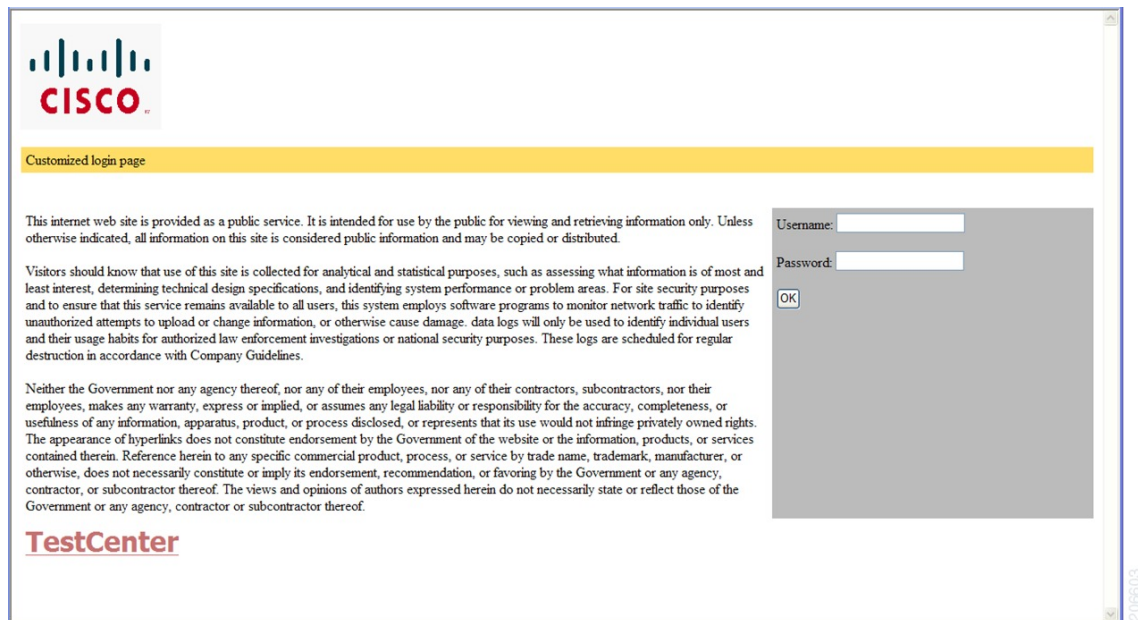 CISCO
Customized login page
This internet web site is provided as a public service. It is intended for use by the public for viewing and retrieving information only. Unless
otherwise indicated, all information on this site is considered public information and may be copied or distributed.
Username:
Visitors should know that use of this site is collected for analytical and statistical purposes, such as assessing what information is of most and
least interest, determining technical design specifications, and identifying system performance or problem areas. For site security purposes
and to ensure that this service remains available to all users, this system employs software programs to monitor network traffic to identify
unauthorized attempts to upload or change information, or otherwise cause damage. data logs will only be used to identify individual users
and their usage habits for authorized law enforcement investigations or national security purposes. These logs are scheduled for regular
destruction in accordance with Company Guidelines.
Password:
OK
Neither the Government nor any agency thereof, nor any of their employees, nor any of their contractors, subcontractors, nor their
employees, makes any warranty, express or implied, or assumes any legal liability or responsibility for the accuracy, completeness, or
usefulness of any information, apparatus, product, or process disclosed, or represents that its use would not infringe privately owned rights.
The appearance of hyperlinks does not constitute endorsement by the Government of the website or the information, products, or services
contained therein. Reference herein to any specific commercial product, process, or service by trade name, trademark, manufacturer, or
otherwise, does not necessarily constitute or imply its endorsement, recommendation, or favoring by the Government or any agency,
contractor, or subcontractor thereof. The views and opinions of authors expressed herein do not necessarily state or reflect those of the
Government or any agency, contractor or subcontractor thereof.
TestCenter
206603